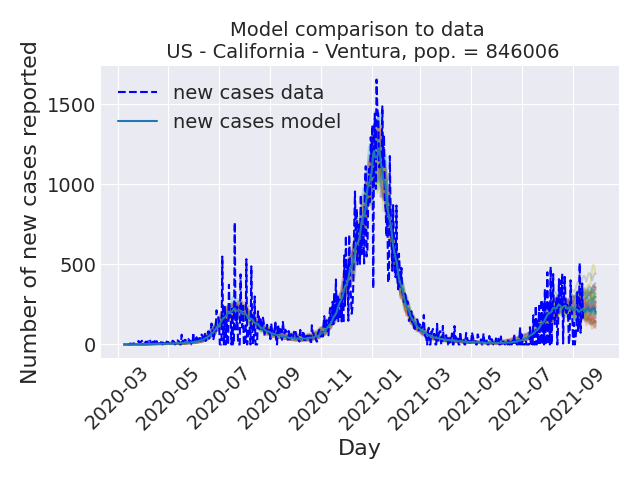 Model comparison to data
US - California - Ventura, pop. = 846006
Number of new cases reported
1500
1000
500
0
new cases data
new cases model
2020-03
2020-05
2020-07
2020-09
2020-11
2021-01
2021-03
2021-05
2021-07
2021-09
Day